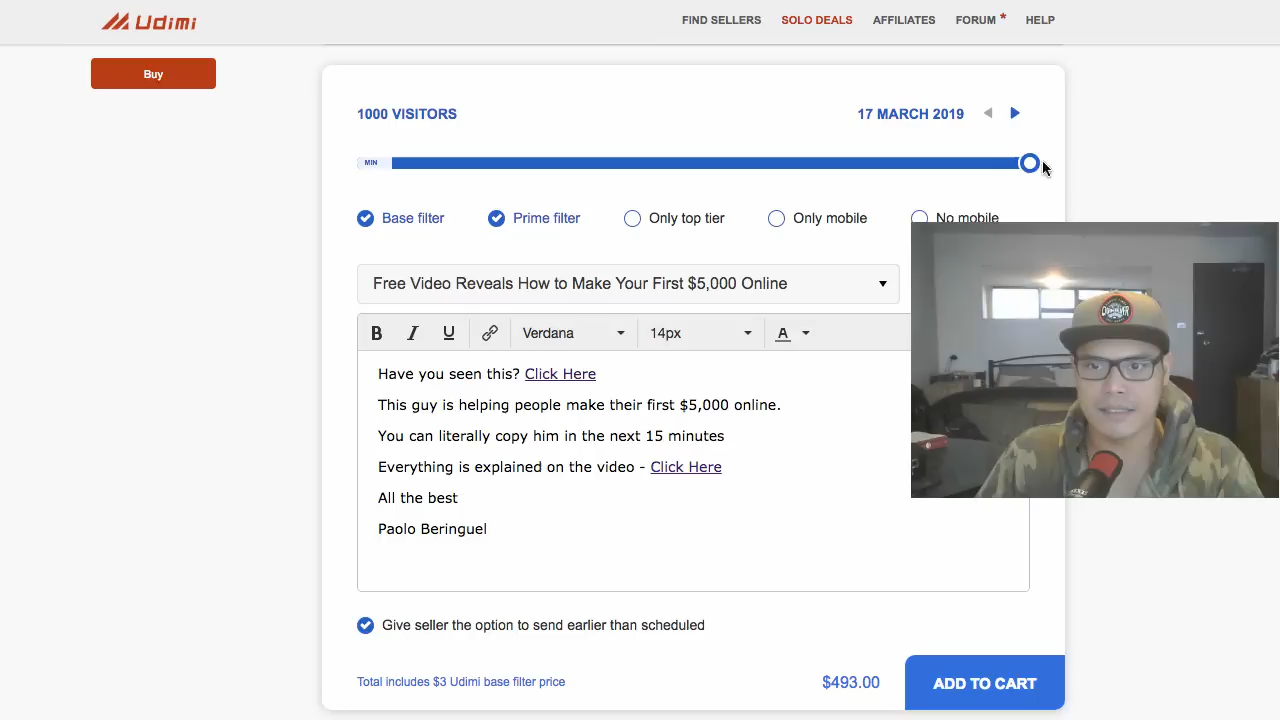 Udimi
FIND SELLERS
SOLO DEALS
AFFILIATES
FORUM *
HELP
Buy
1000 VISITORS
17 MARCH 2019
MIN
Base filter
Prime filter
Only top tier
Only mobile
No mobile
Free Video Reveals How to Make Your First $5,000 Online
B I U
Verdana
14px
A
Have you seen this? Click Here
This guy is helping people make their first $5,000 online.
You can literally copy him in the next 15 minutes
Everything is explained on the video - Click Here
All the best
Paolo Beringuel
Give seller the option to send earlier than scheduled
Total includes $3 Udimi base filter price
$493.00
ADD TO CART